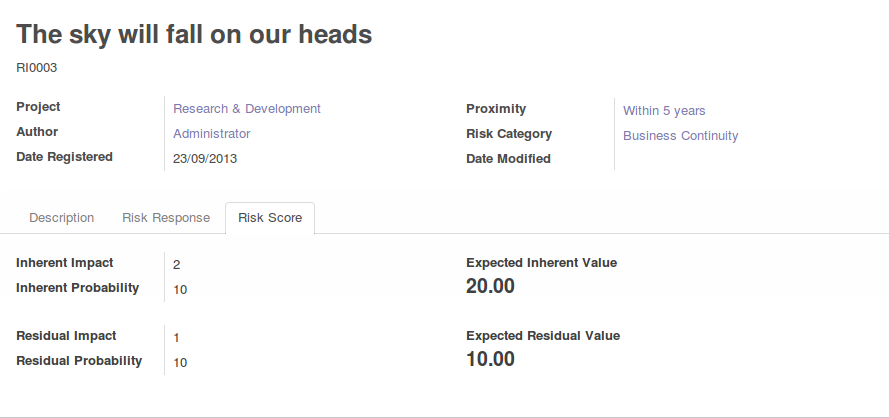 The sky will fall on our heads
RI0003
Project Research & Development
Proximity Within 5 years
Author Administrator
Risk Category Business Continuity
Date Registered 23/09/2013
Date Modified
Description Risk Response Risk Score
Inherent Impact 2
Expected Inherent Value
Inherent Probability 10
20.00
Residual Impact 1
Expected Residual Value
Residual Probability 10
10.00